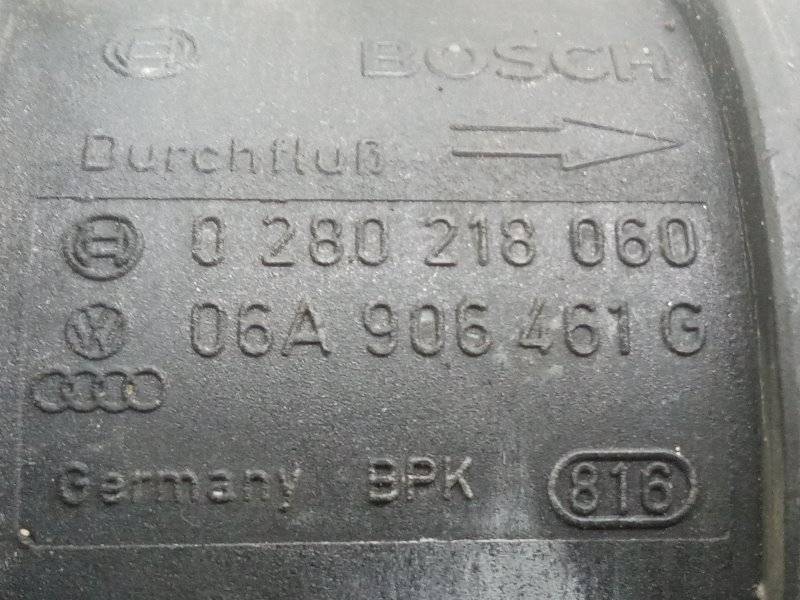 BOSCH
Durchfluß
0 280 218 060
06A 906 461 G
Germany BPK 816